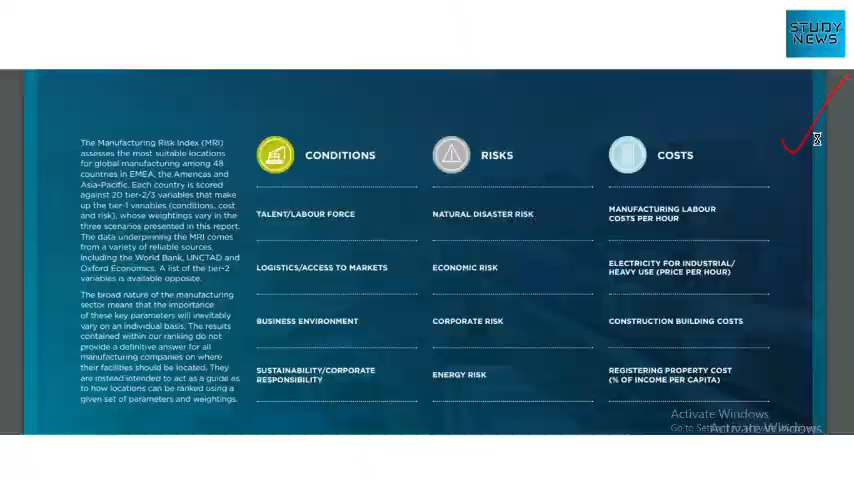 STUDY
NEWS
The Manufacturing Risk Index (MRI)
assesses the most suitable locations
for global manufacturing among 48
countries in EMEA, the Americas and
Asia-Pacific. Each country is scored
against 20 tier-2/3 variables that make
up the tier-1 variables (conditions, cost
and risk), whose weightings vary in the
three scenarios presented in this report.
The data underpinning the MRI comes
from a variety of reliable sources,
including the World Bank, UNCTAD and
Oxford Economics. A list of the tier-2
variables is available opposite.
The broad nature of the manufacturing
sector means that the importance
of these key parameters will inevitably
vary on an individual basis. The results
contained within our ranking do not
provide a definitive answer for all
manufacturing companies on where
their facilities should be located. They
are instead intended to act as a guide as
to how locations can be ranked using a
given set of parameters and weightings.
CONDITIONS
TALENT/LABOUR FORCE
LOGISTICS/ACCESS TO MARKETS
BUSINESS ENVIRONMENT
SUSTAINABILITY/CORPORATE
RESPONSIBILITY
RISKS
NATURAL DISASTER RISK
ECONOMIC RISK
CORPORATE RISK
ENERGY RISK
COSTS
MANUFACTURING LABOUR
COSTS PER HOUR
ELECTRICITY FOR INDUSTRIAL/
HEAVY USE (PRICE PER HOUR)
CONSTRUCTION BUILDING COSTS
REGISTERING PROPERTY COST
(% OF INCOME PER CAPITA)
Activate Windows
Go to
Activate Windows